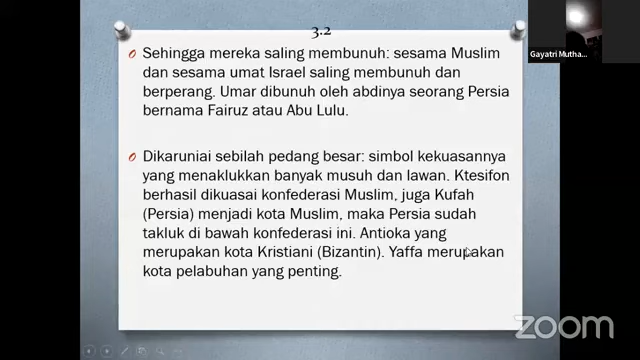 3.2
Sehingga mereka saling membunuh: sesama Muslim
dan sesama umat Israel saling membunuh dan
berperang. Umar dibunuh oleh abdinya seorang Persia
bernama Fairuz atau Abu Lulu.
Dikaruniai sebilah pedang besar: simbol kekuasannya
yang menaklukkan banyak musuh dan lawan. Ktesifon
berhasil dikuasai konfederasi Muslim, juga Kufah
(Persia) menjadi kota Muslim, maka Persia sudah
takluk di bawah konfederasi ini. Antioka yang
merupakan kota Kristiani (Bizantin). Yaffa merupakan
kota pelabuhan yang penting.
Gayatri Mutha...
zoom